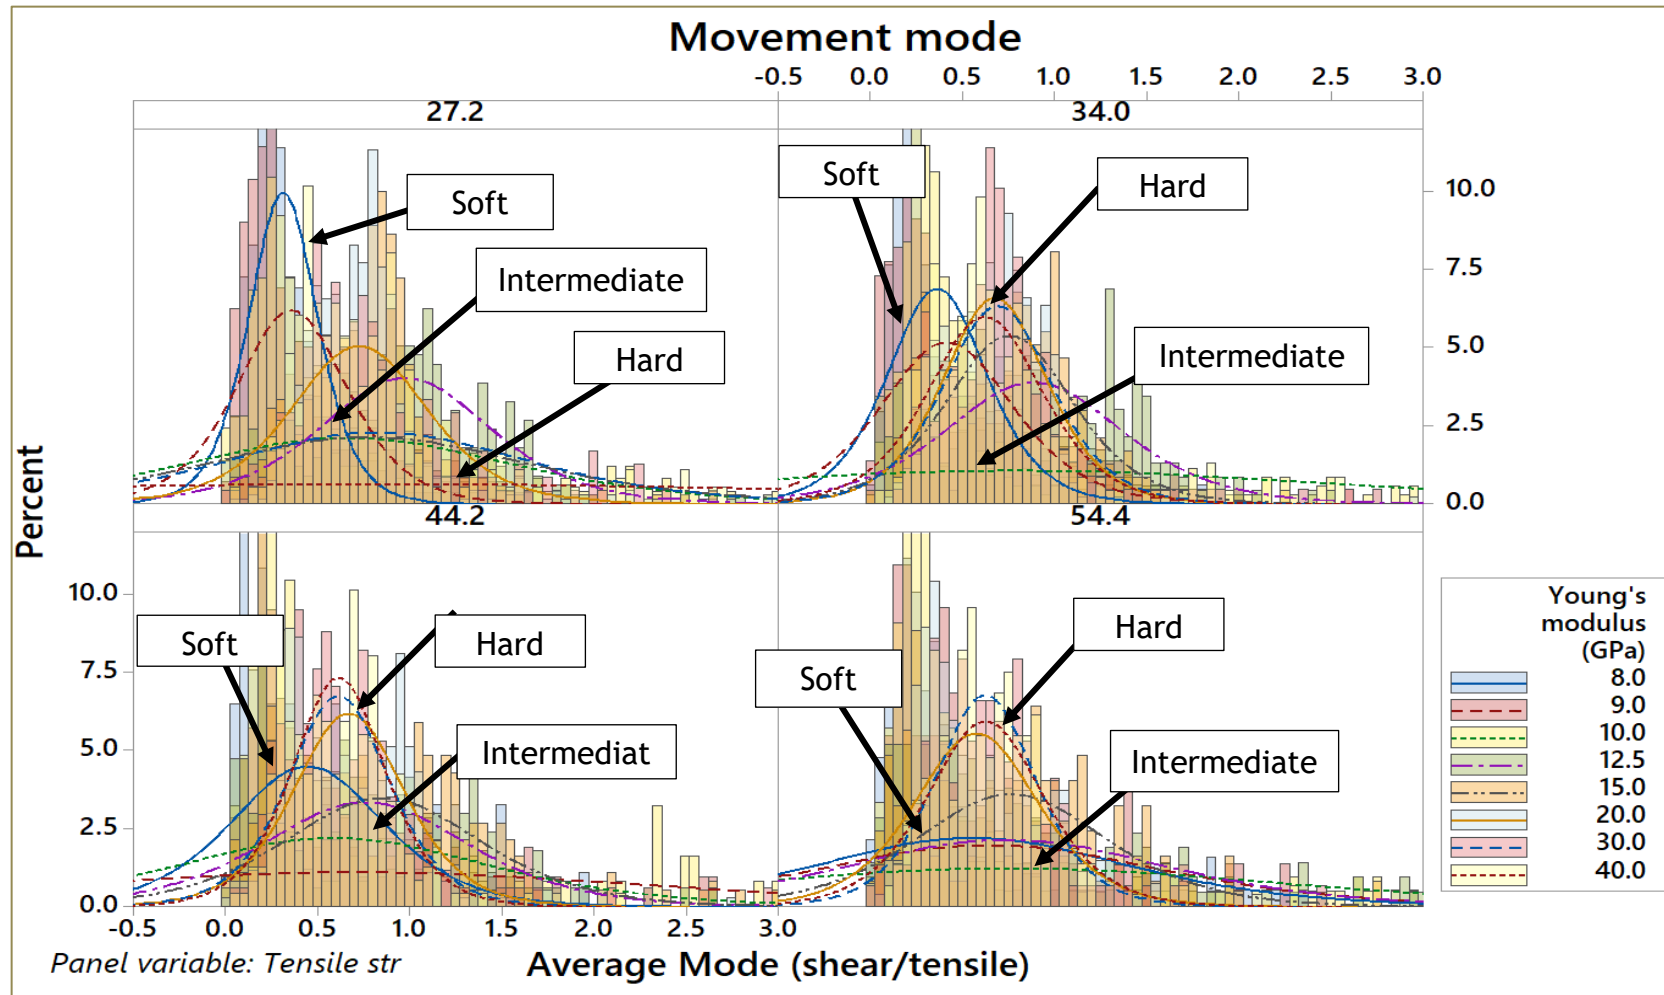 Movement mode
-0.5 0.0 0.5 1.0 1.5 2.0 2.5 3.0
27.2 34.0
Soft
Intermediate
Hard
Soft
Hard
Intermediate
10.0
7.5
5.0
2.5
0.0
44.2 54.4
Percent
10.0
7.5
5.0
2.5
0.0
Soft
Hard
Intermediat
Soft
Hard
Intermediate
-0.5 0.0 0.5 1.0 1.5 2.0 2.5 3.0
Panel variable: Tensile str
Average Mode (shear/tensile)
Young's
modulus
(GPa)
8.0
9.0
10.0
12.5
15.0
20.0
30.0
40.0